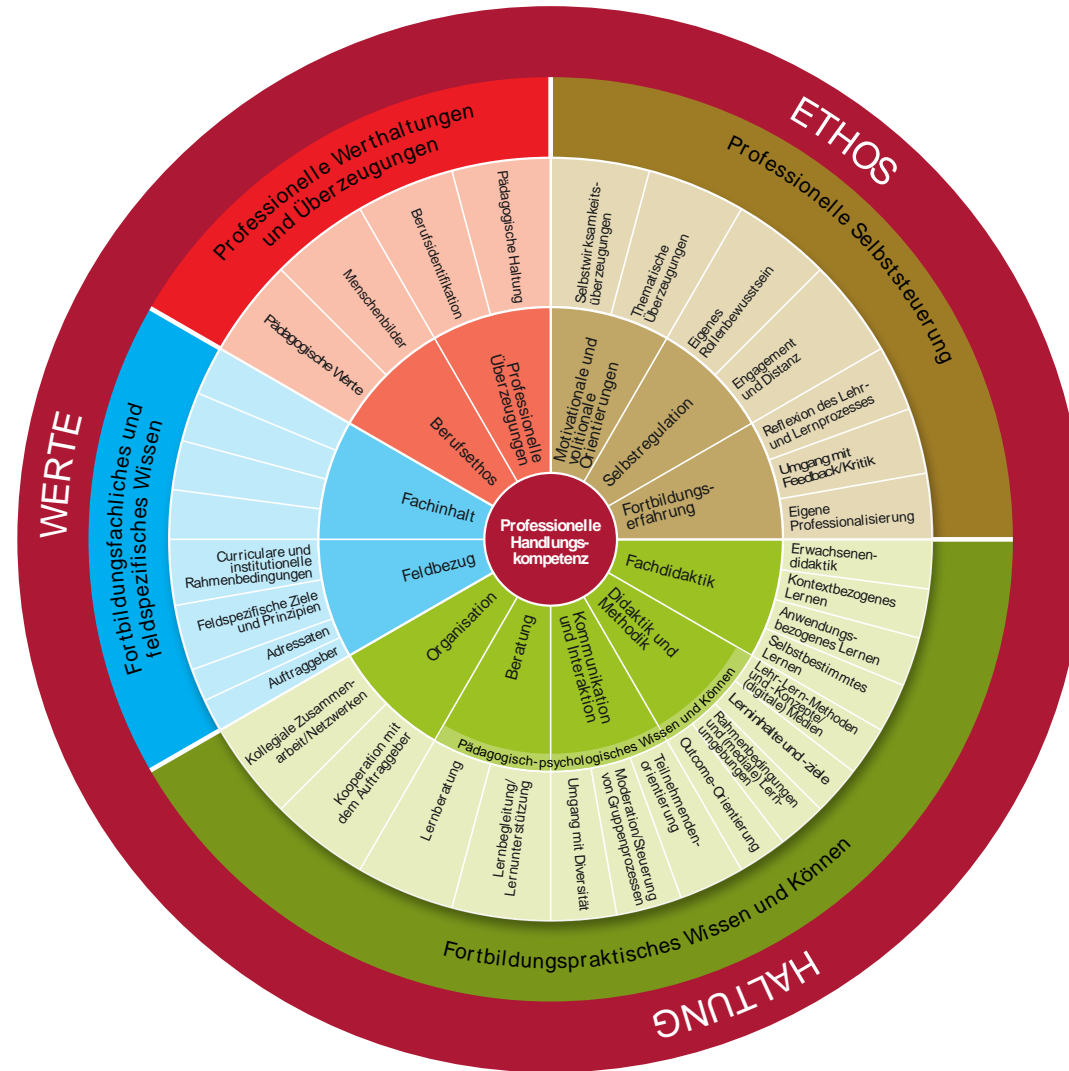 ETHOS
WERTE
HALTUNG
Professionelle Werthaltungen
und Überzeugungen
Professionelle Selbststeuerung
Fortbildungspraktisches Wissen und Können
Fortbildungsfachliches und
feldspezifisches Wissen
Professionelle
Handlungs-
kompetenz
Motivationale und
volitionale
Orientierungen
Selbstregulation
Fortbildungs-
erfahrung
Fachdidaktik
Didaktik und
Methodik
Kommunikation
und Interaktion
Beratung
Organisation
Feldbezug
Fachinhalt
Berufsethos
Professionelle
Überzeugungen
Pädagogisch-psychologisches Wissen und Können
Selbstwirksamkeits-
überzeugungen
Thematische
Überzeugungen
Eigenes
Rollenbewusstsein
Engagement
und Distanz
Reflexion des Lehr-
und Lernprozesses
Umgang mit
Feedback/Kritik
Eigene
Professionalisierung
Erwachsenen-
didaktik
Kontextbezogenes
Lernen
Anwendungs-
bezogenes Lernen
Selbstbestimmtes
Lernen
Lehr-Lern-Methoden
und -Konzepte/
(digitale) Medien
Lerninhalte und -ziele
Rahmenbedingungen
und (mediale) Lern-
umgebungen
Outcome-Orientierung
Teilnehmenden-
orientierung
Moderation/Steuerung
von Gruppenprozessen
Umgang mit Diversität
Lernbegleitung/
Lernunterstützung
Lernberatung
Kooperation mit
dem Auftraggeber
Kollegiale Zusammen-
arbeit/Netzwerken
Auftraggeber
Adressaten
Feldspezifische Ziele
und Prinzipien
Curriculare und
institutionelle
Rahmenbedingungen
Pädagogische Werte
Menschenbilder
Berufsidentifikation
Pädagogische Haltung